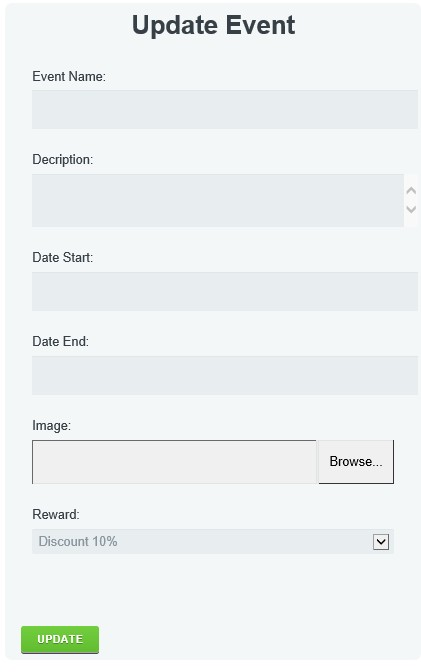 Update Event
Event Name:
Decription:
Date Start:
Date End:
Image:
Browse...
Reward:
Discount 10%
UPDATE